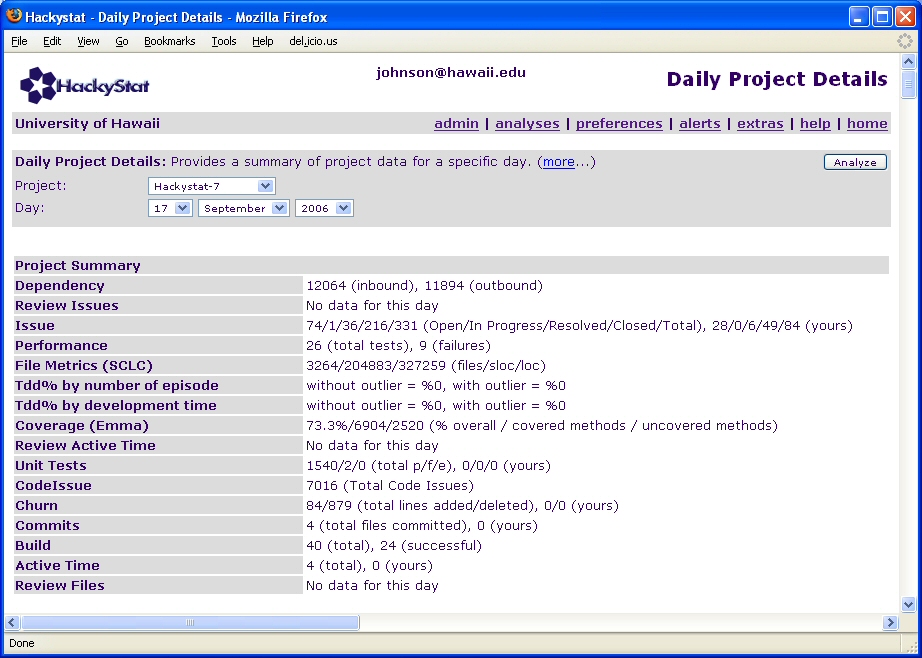 Hackystat - Daily Project Details - Mozilla Firefox
File Edit View Go Bookmarks Tools Help del.icio.us
johnson@hawaii.edu
HackyStat
Daily Project Details
University of Hawaii admin | analyses | preferences | alerts | extras | help | home
Daily Project Details: Provides a summary of project data for a specific day. (more...) Analyze
Project: Hackystat-7
Day: 17 September 2006
Project Summary
Dependency 12064 (inbound), 11894 (outbound)
Review Issues No data for this day
Issue 74/1/36/216/331 (Open/In Progress/Resolved/Closed/Total), 28/0/6/49/84 (yours)
Performance 26 (total tests), 9 (failures)
File Metrics (SCLC) 3264/204883/327259 (files/sloc/loc)
Tdd% by number of episode without outlier = %0, with outlier = %0
Tdd% by development time without outlier = %0, with outlier = %0
Coverage (Emma) 73.3%/6904/2520 (% overall / covered methods / uncovered methods)
Review Active Time No data for this day
Unit Tests 1540/2/0 (total p/f/e), 0/0/0 (yours)
CodeIssue 7016 (Total Code Issues)
Churn 84/879 (total lines added/deleted), 0/0 (yours)
Commits 4 (total files committed), 0 (yours)
Build 40 (total), 24 (successful)
Active Time 4 (total), 0 (yours)
Review Files No data for this day
Done